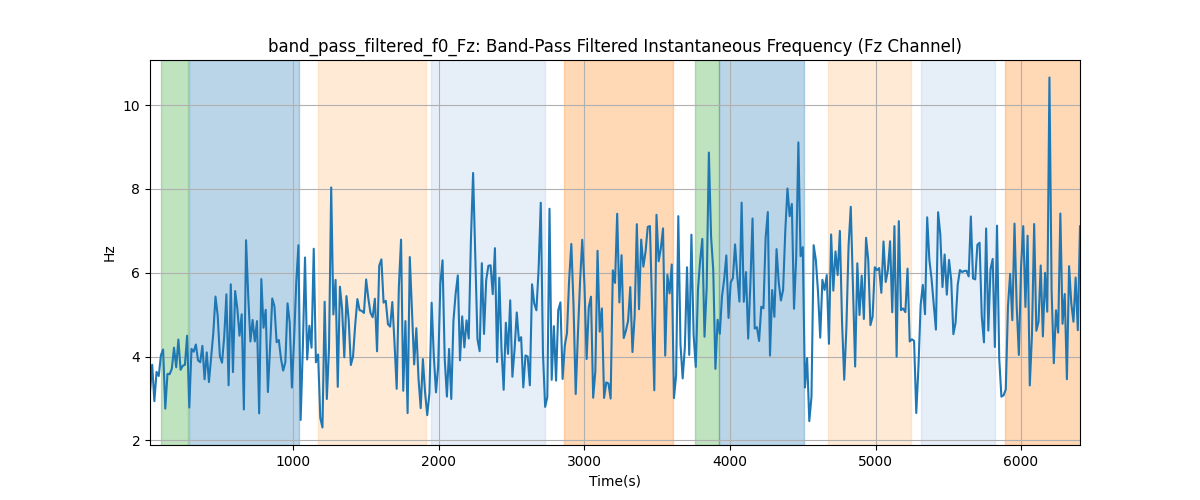 band_pass_filtered_f0_Fz: Band-Pass Filtered Instantaneous Frequency (Fz Channel)
Hz
10
8
6
4
2
1000 2000 3000 4000 5000 6000
Time(s)